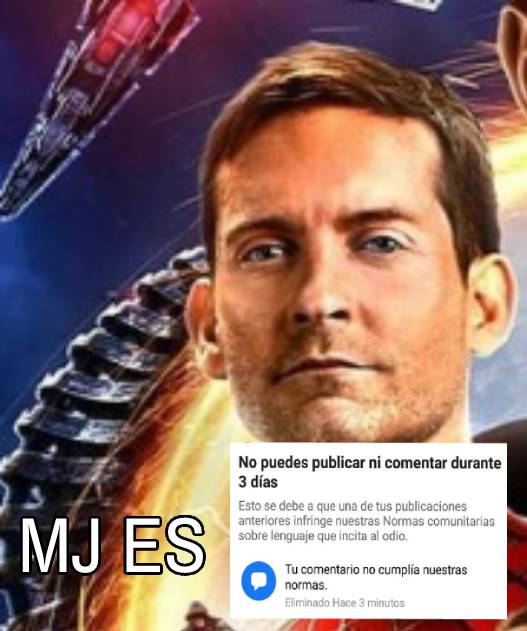 No puedes publicar ni comentar durante
3 días
Esto se debe a que una de tus publicaciones
anteriores infringe nuestras Normas comunitarias
sobre lenguaje que incita al odio.
MJ ES
Tu comentario no cumplía nuestras
normas.
Eliminado Hace 3 minutos